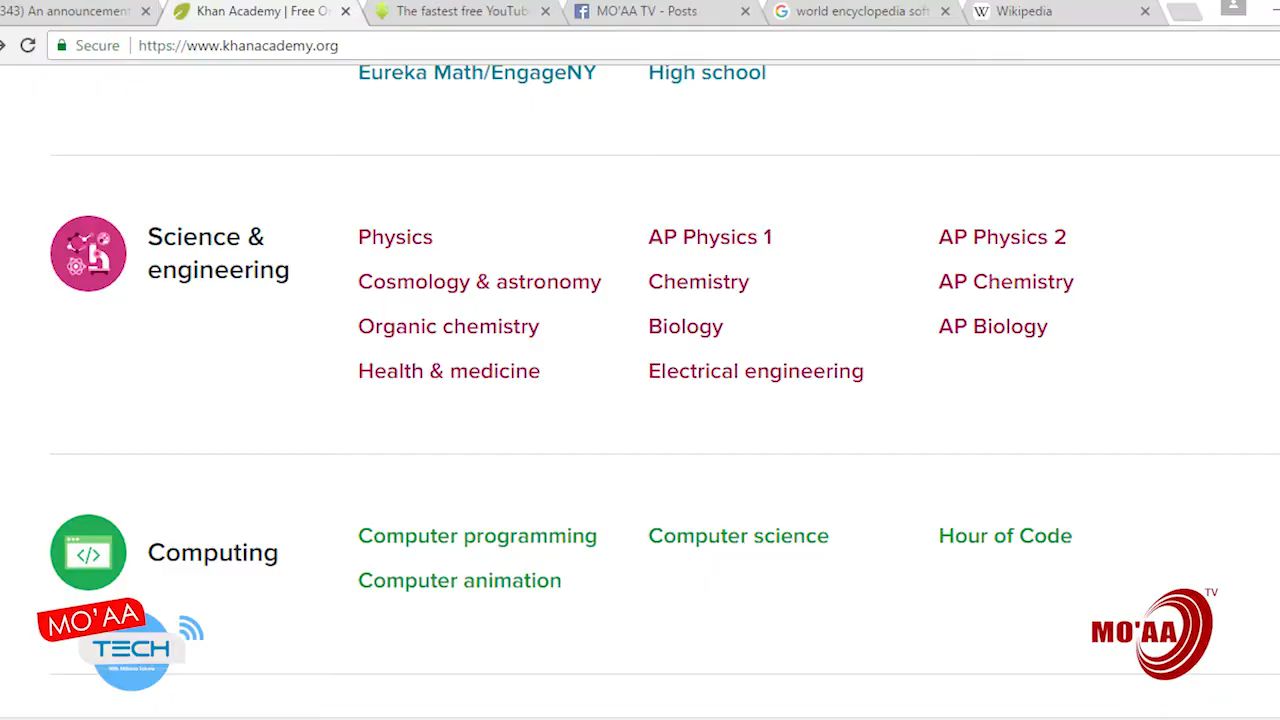 343) An announcement
Khan Academy | Free O
The fastest free YouTub
MO'AA TV - Posts
world encyclopedia sof
Wikipedia
Secure
https://www.khanacademy.org
Eureka Math/EngageNY
High school
Science &
engineering
Physics
AP Physics 1
AP Physics 2
Cosmology & astronomy
Chemistry
AP Chemistry
Organic chemistry
Biology
AP Biology
Health & medicine
Electrical engineering
Computing
Computer programming
Computer science
Hour of Code
Computer animation
MO'AA
TECH
MO'AA
TV